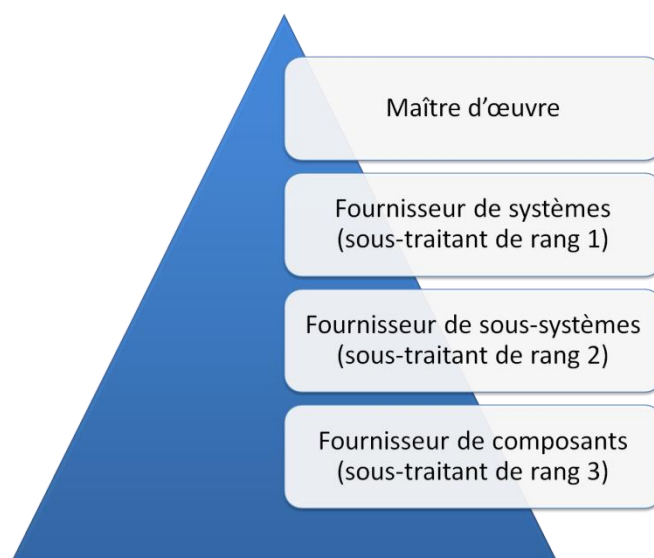 Maître d’œuvre
Fournisseur de systèmes
(sous-traitant de rang 1)
Fournisseur de sous-systèmes
(sous-traitant de rang 2)
Fournisseur de composants
(sous-traitant de rang 3)